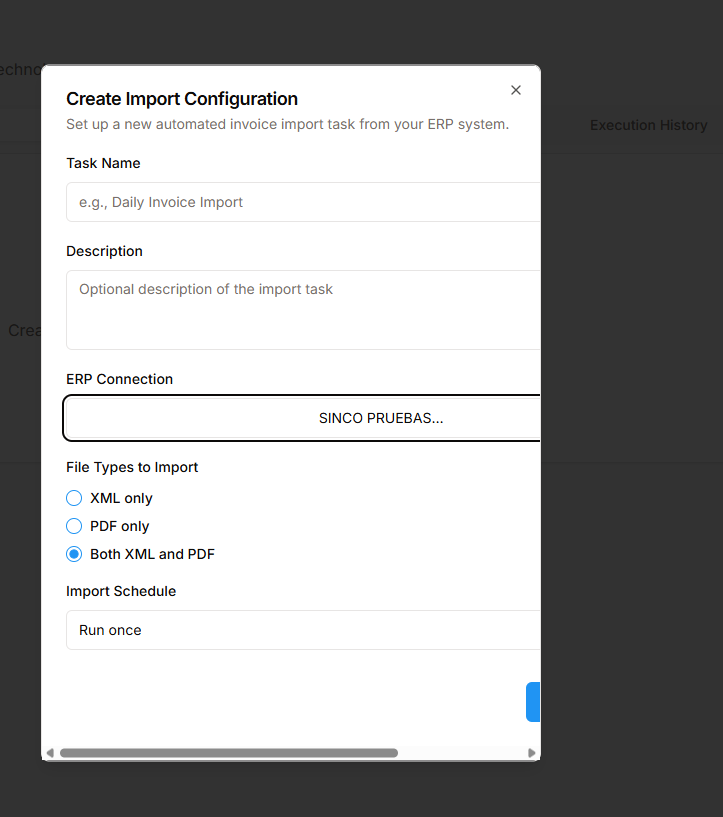 Create Import Configuration
Set up a new automated invoice import task from your ERP system.
Execution History
Task Name
e.g., Daily Invoice Import
Description
Optional description of the import task
Crea
ERP Connection
SINCO PRUEBAS...
File Types to Import
XML only
PDF only
Both XML and PDF
Import Schedule
Run once